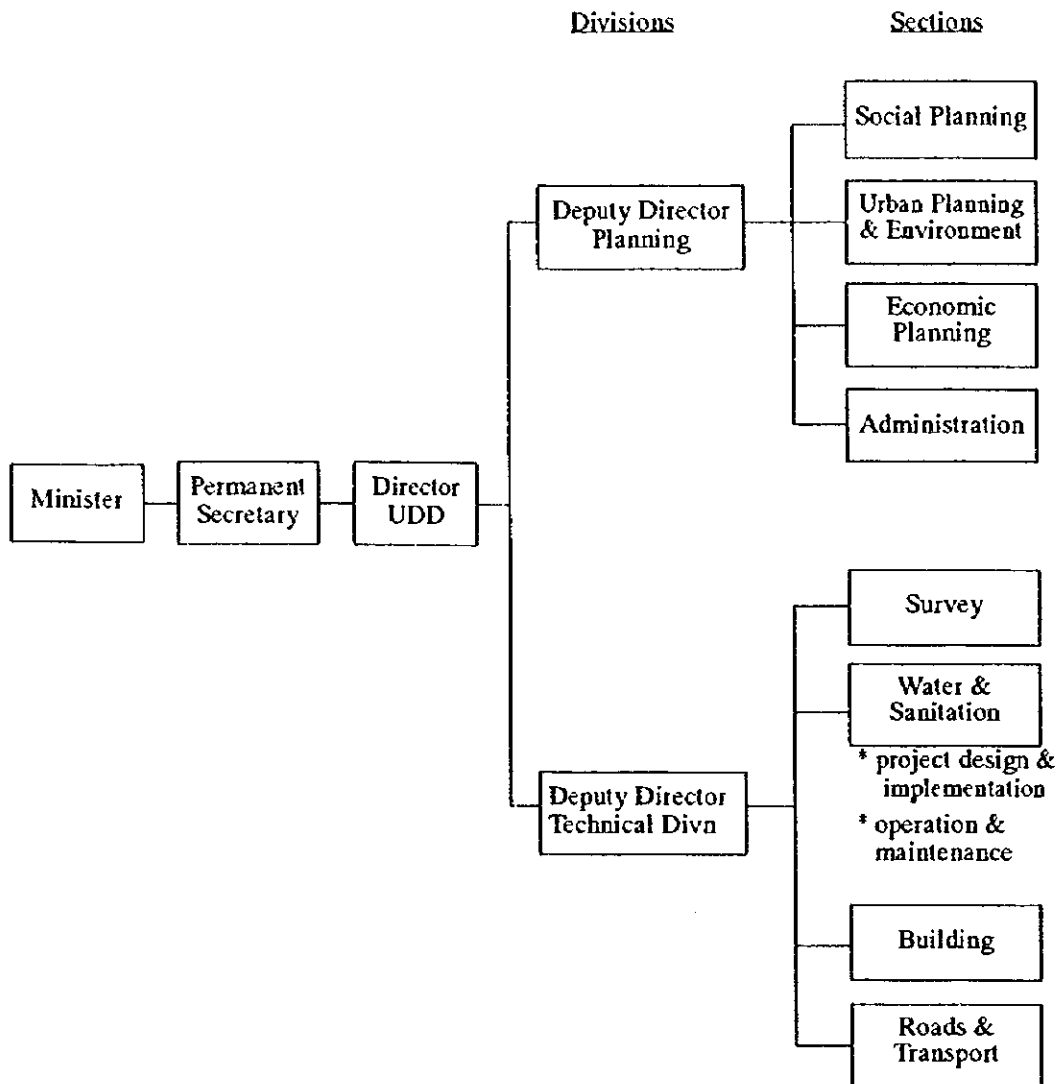 Divisions
Sections
Social Planning
Deputy Director
Planning
Urban Planning
& Environment
Economic
Planning
Administration
Minister
Permanent
Secretary
Director
UDD
Survey
Water &
Sanitation
* project design &
implementation
* operation &
maintenance
Deputy Director
Technical Divn
Building
Roads &
Transport